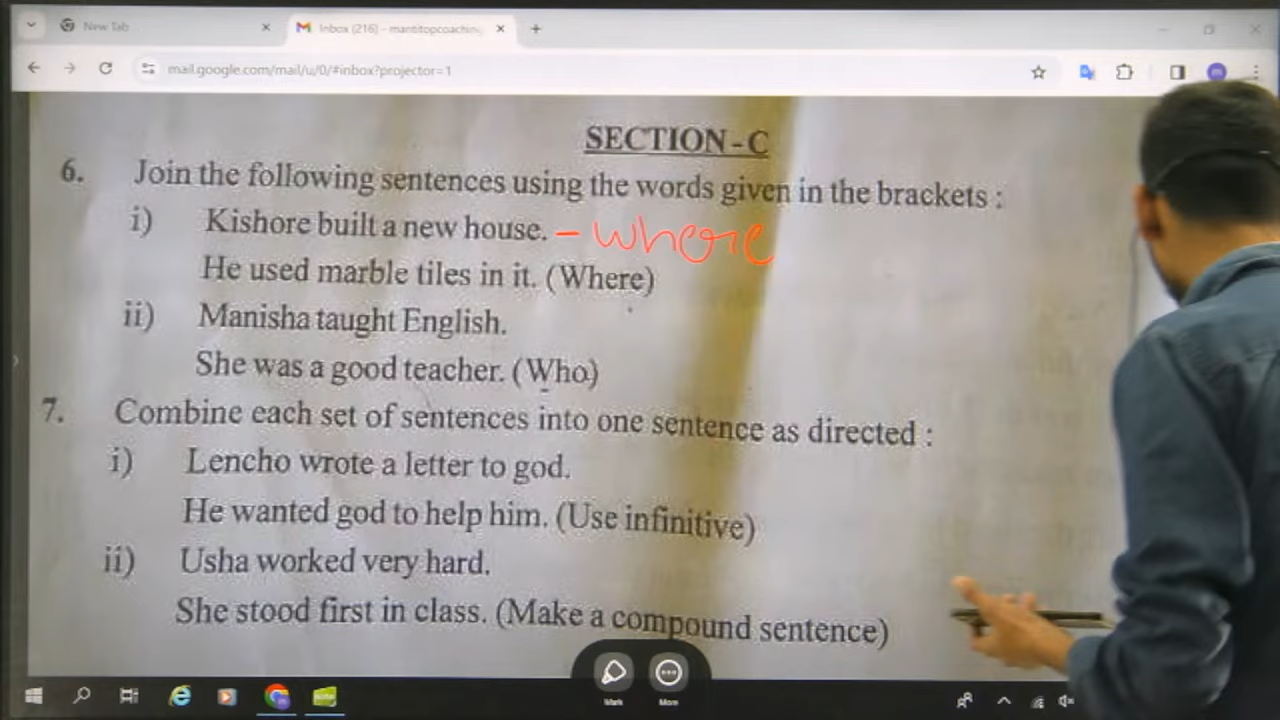 New Tab
Inbox (216) - mantitopcoaching
mail.google.com/mail/u/0/#inbox?projector=1
SECTION-C
6. Join the following sentences using the words given in the brackets :
i) Kishore built a new house. – where
He used marble tiles in it. (Where)
ii) Manisha taught English.
She was a good teacher. (Who)
7. Combine each set of sentences into one sentence as directed :
i) Lencho wrote a letter to god.
He wanted god to help him. (Use infinitive)
ii) Usha worked very hard.
She stood first in class. (Make a compound sentence)
Mark More